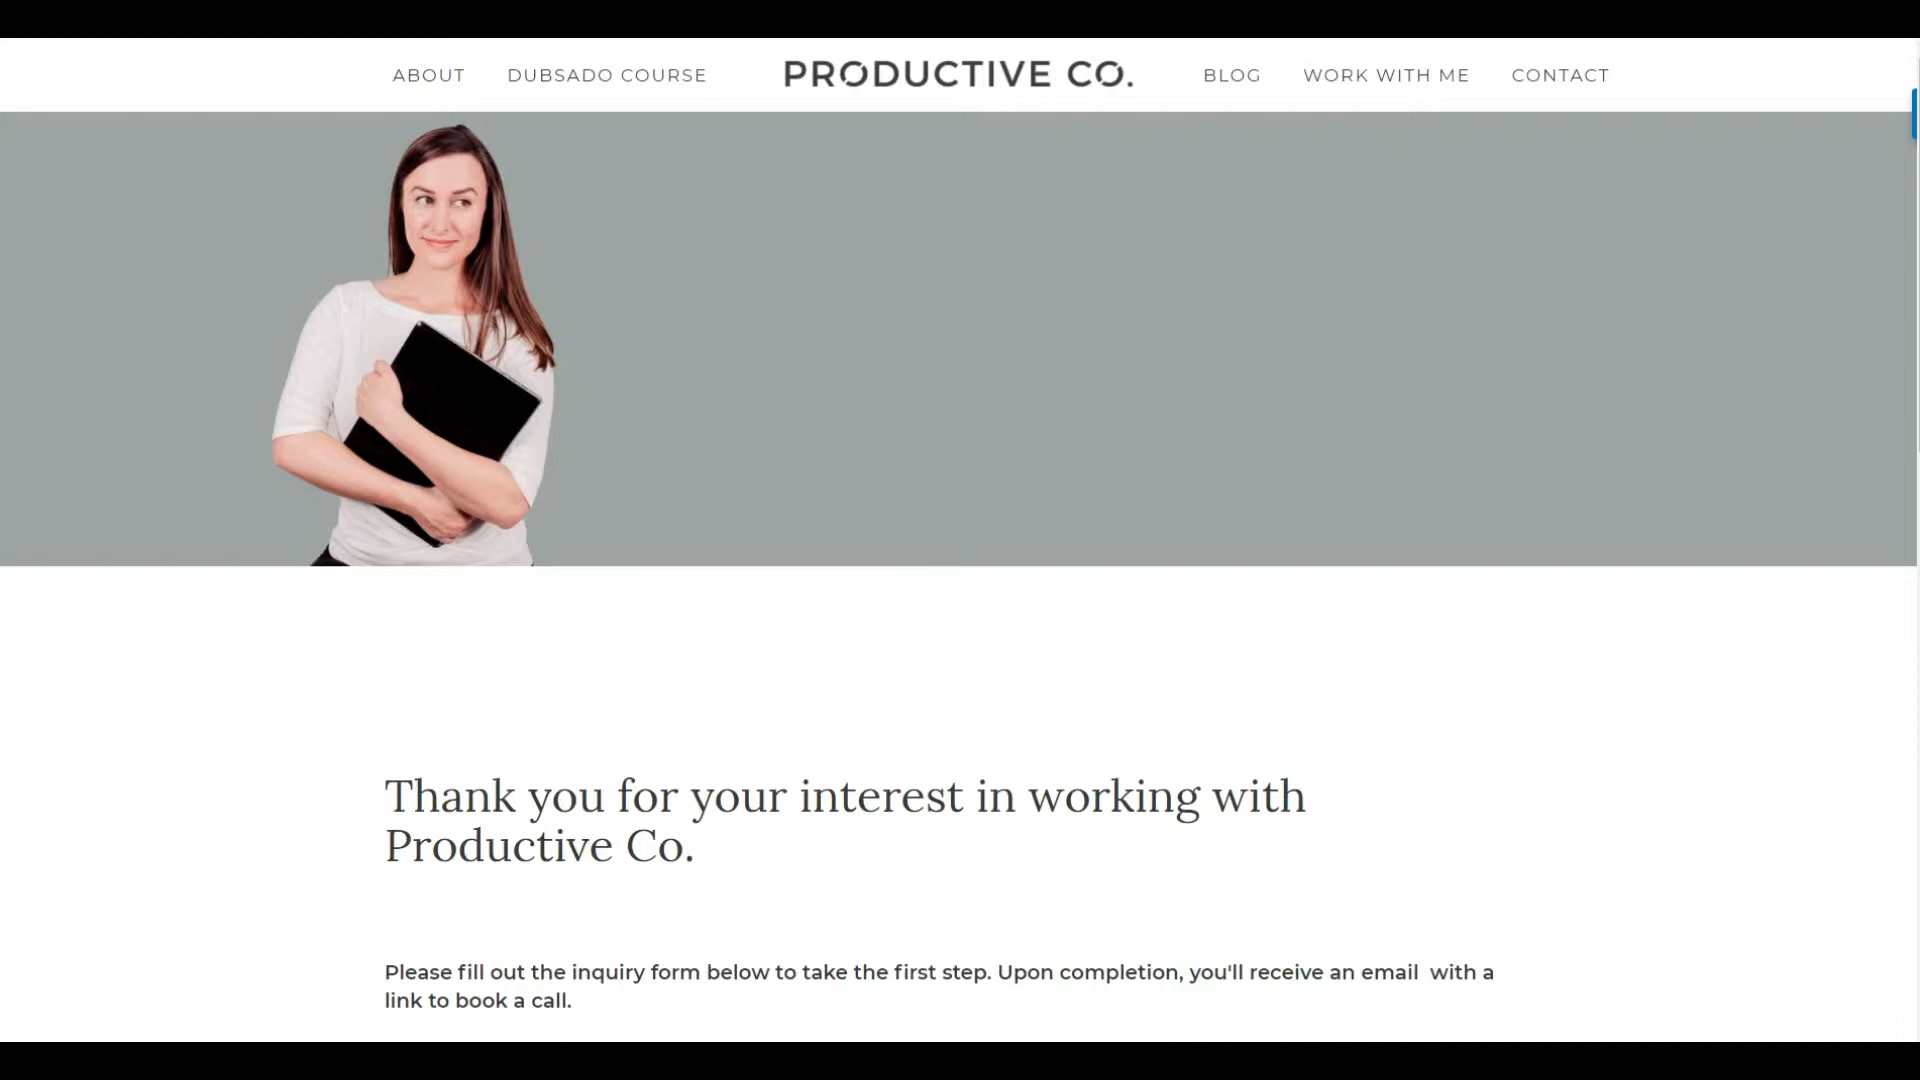 ABOUT DUBSADO COURSE PRODUCTIVE CO. BLOG WORK WITH ME CONTACT
Thank you for your interest in working with
Productive Co.
Please fill out the inquiry form below to take the first step. Upon completion, you'll receive an email with a
link to book a call.